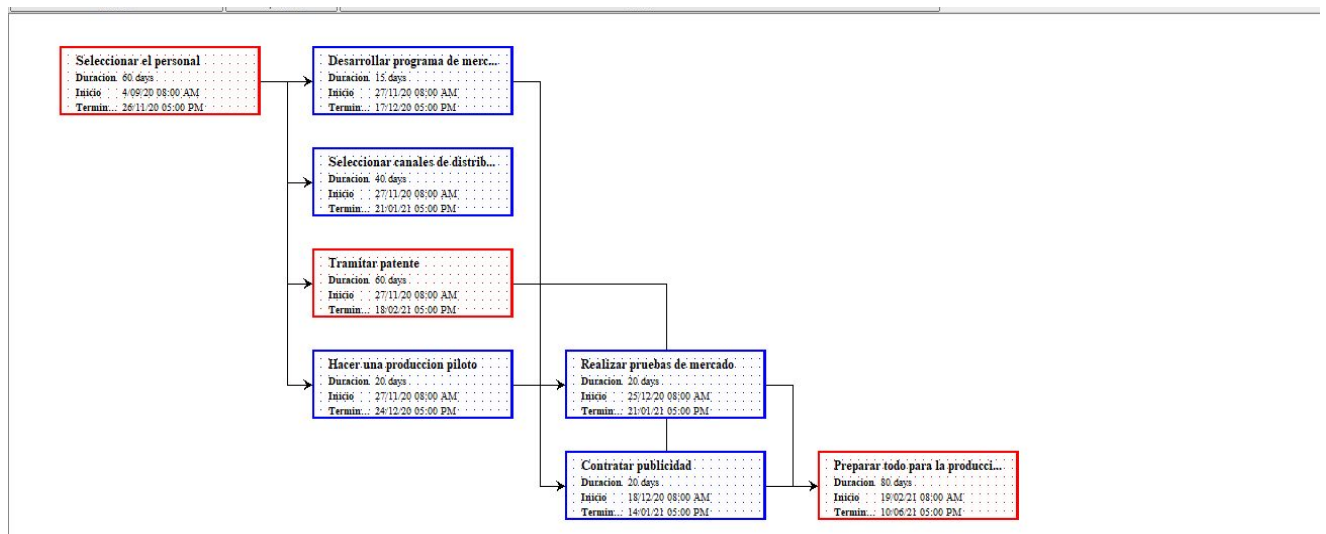 Seleccionar el personal
Duracion 60 days
Inicio 4/09/20 08:00 AM
Termin... 26/11/20 05:00 PM
Desarrollar programa de merc...
Duracion 15 days
Inicio 27/11/20 08:00 AM
Termin... 17/12/20 05:00 PM
Seleccionar canales de distrib...
Duracion 40 days
Inicio 27/11/20 08:00 AM
Termin... 21/01/21 05:00 PM
Tramitar patente
Duracion 60 days
Inicio 27/11/20 08:00 AM
Termin... 18/02/21 05:00 PM
Hacer una produccion piloto
Duracion 20 days
Inicio 27/11/20 08:00 AM
Termin... 24/12/20 05:00 PM
Realizar pruebas de mercado
Duracion 20 days
Inicio 25/12/20 08:00 AM
Termin... 21/01/21 05:00 PM
Contratar publicidad
Duracion 20 days
Inicio 18/12/20 08:00 AM
Termin... 14/01/21 05:00 PM
Preparar todo para la producci...
Duracion 80 days
Inicio 19/02/21 08:00 AM
Termin... 10/06/21 05:00 PM